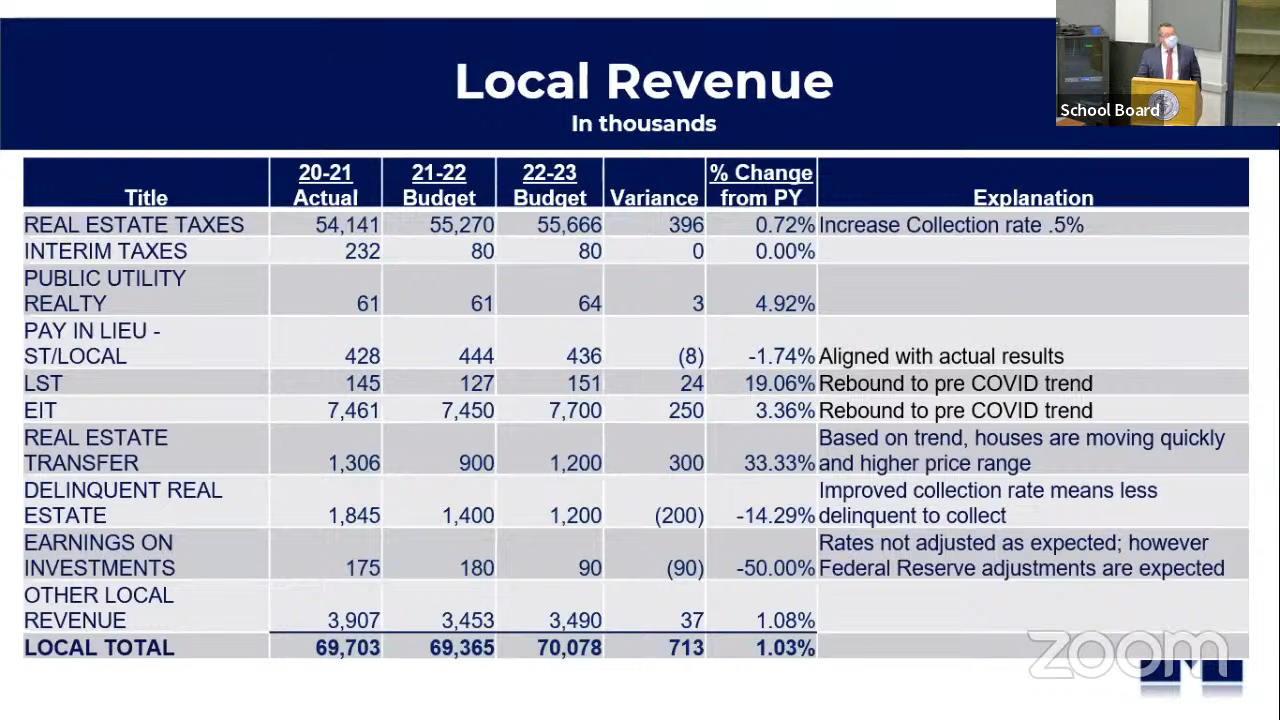 Local Revenue
In thousands
School Board
Title 20-21 Actual 21-22 Budget 22-23 Budget Variance % Change from PY Explanation
REAL ESTATE TAXES 54,141 55,270 55,666 396 0.72% Increase Collection rate .5%
INTERIM TAXES 232 80 80 0 0.00%
PUBLIC UTILITY
REALTY 61 61 64 3 4.92%
PAY IN LIEU -
ST/LOCAL 428 444 436 (8) -1.74% Aligned with actual results
LST 145 127 151 24 19.06% Rebound to pre COVID trend
EIT 7,461 7,450 7,700 250 3.36% Rebound to pre COVID trend
REAL ESTATE Based on trend, houses are moving quickly
TRANSFER 1,306 900 1,200 300 33.33% and higher price range
DELINQUENT REAL Improved collection rate means less
ESTATE 1,845 1,400 1,200 (200) -14.29% delinquent to collect
EARNINGS ON Rates not adjusted as expected; however
INVESTMENTS 175 180 90 (90) -50.00% Federal Reserve adjustments are expected
OTHER LOCAL
REVENUE 3,907 3,453 3,490 37 1.08%
LOCAL TOTAL 69,703 69,365 70,078 713 1.03%
zoom